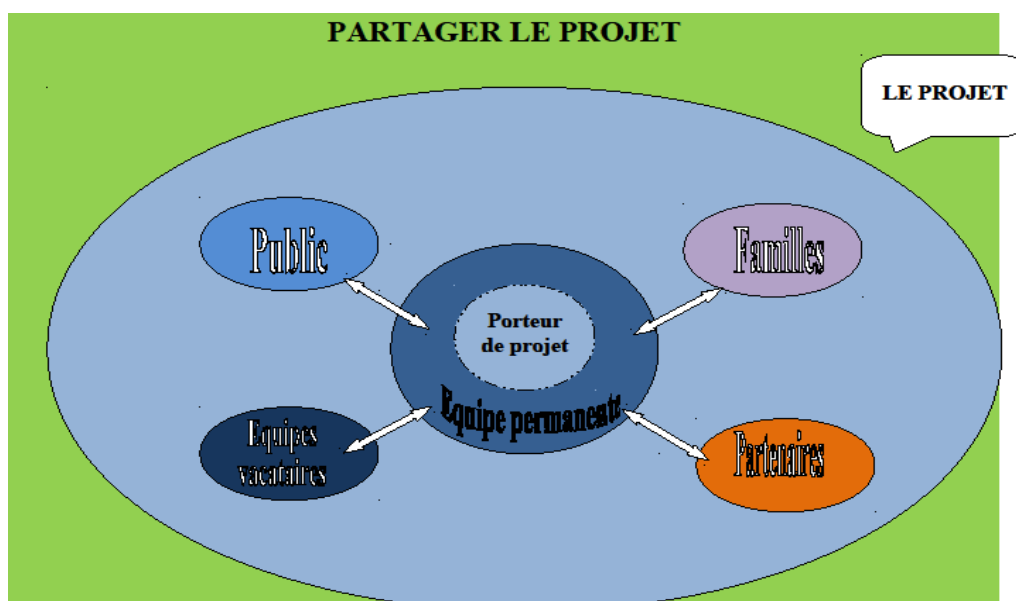 PARTAGER LE PROJET
LE PROJET
Public
Familles
Porteur
de projet
Equipe permanente
Equipes
vacataires
Partenaires